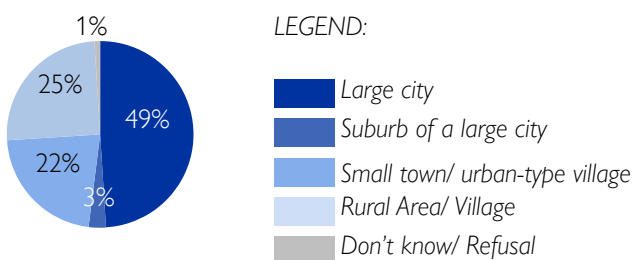 1%
25%
49%
22%
3%
LEGEND:
Large city
Suburb of a large city
Small town/ urban-type village
Rural Area/ Village
Don't know/ Refusal